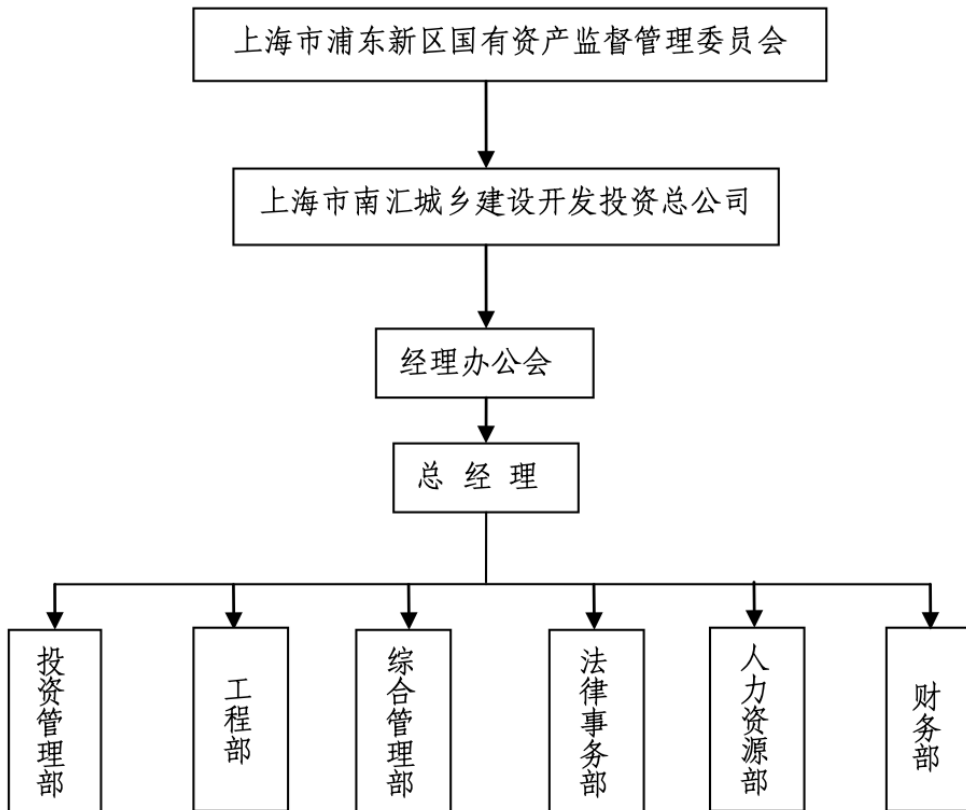 上海市浦东新区国有资产监督管理委员会
上海市南汇城乡建设开发投资总公司
经理办公会
总 经 理
投资管理部
工程部
综合管理部
法律事务部
人力资源部
财务部